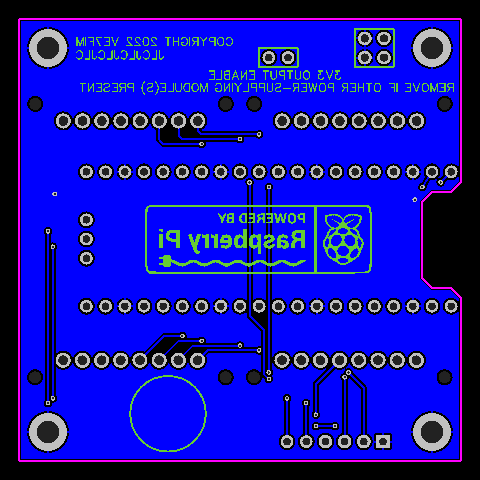 COPYRIGHT 2022 VE7FIM
JLCJLCJLCJLC
3V3 OUTPUT ENABLE
REMOVE IF OTHER POWER-SUPPLYING MODULE(S) PRESENT
POWERED BY
Raspberry Pi